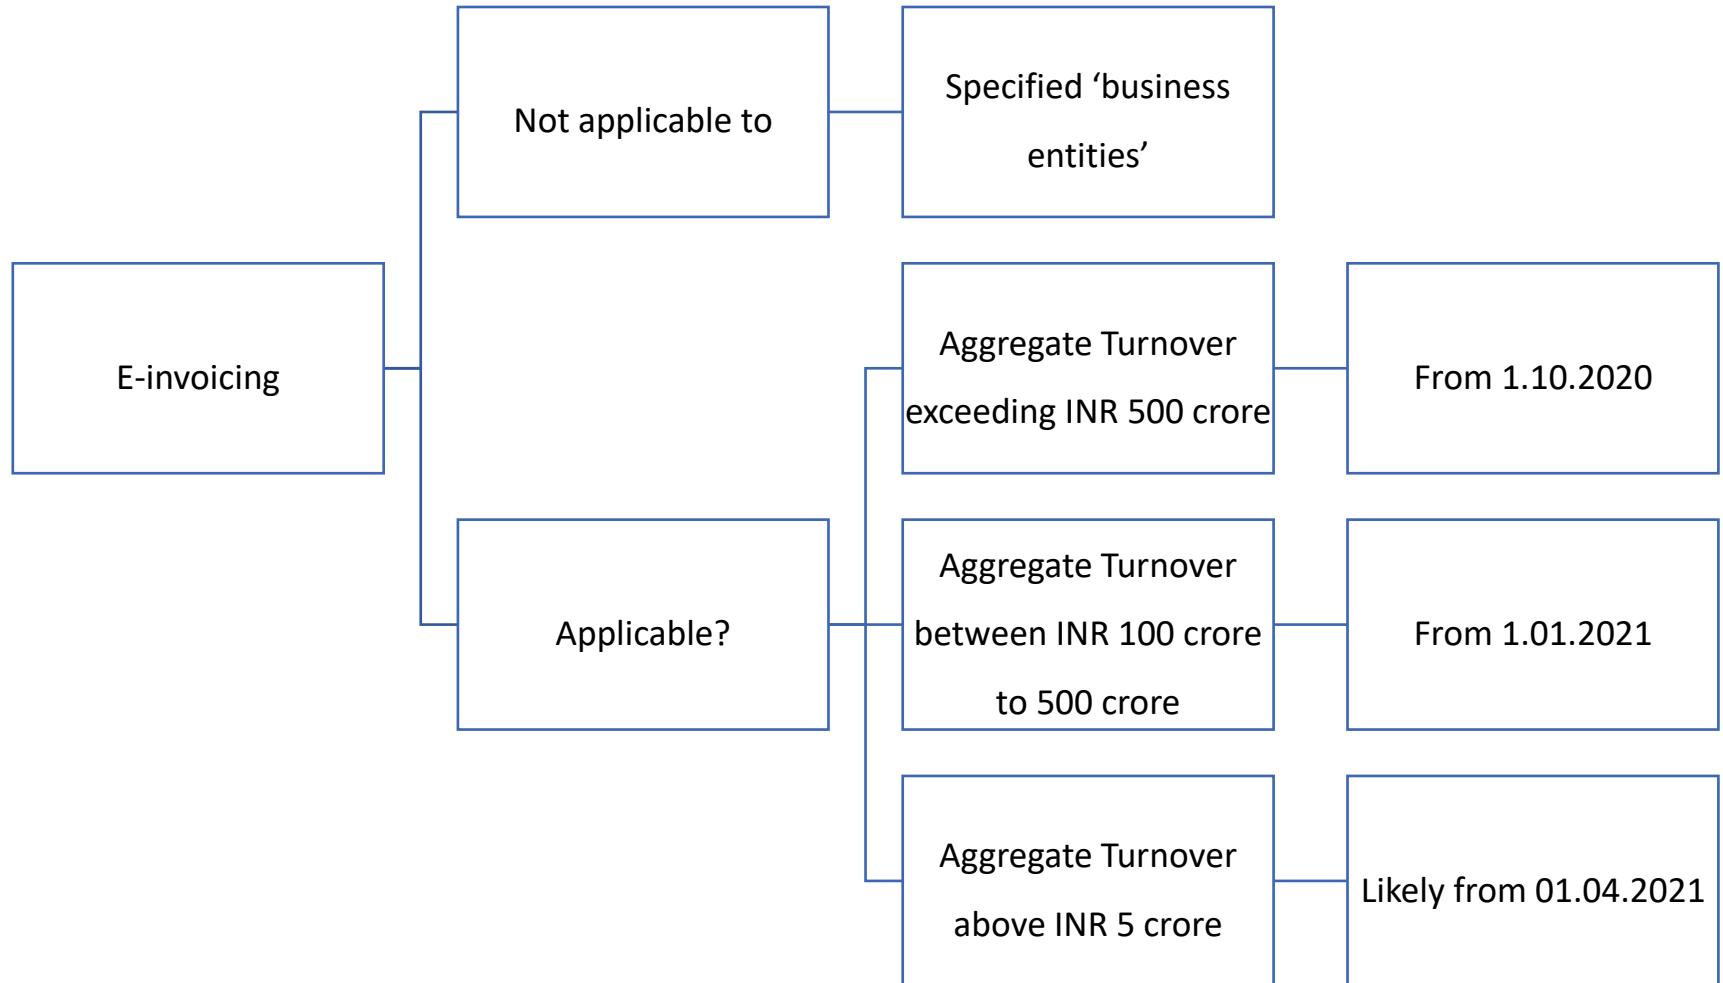 Not applicable to
Specified ‘business
entities’
E-invoicing
Aggregate Turnover
exceeding INR 500 crore
From 1.10.2020
Applicable?
Aggregate Turnover
between INR 100 crore
to 500 crore
From 1.01.2021
Aggregate Turnover
above INR 5 crore
Likely from 01.04.2021